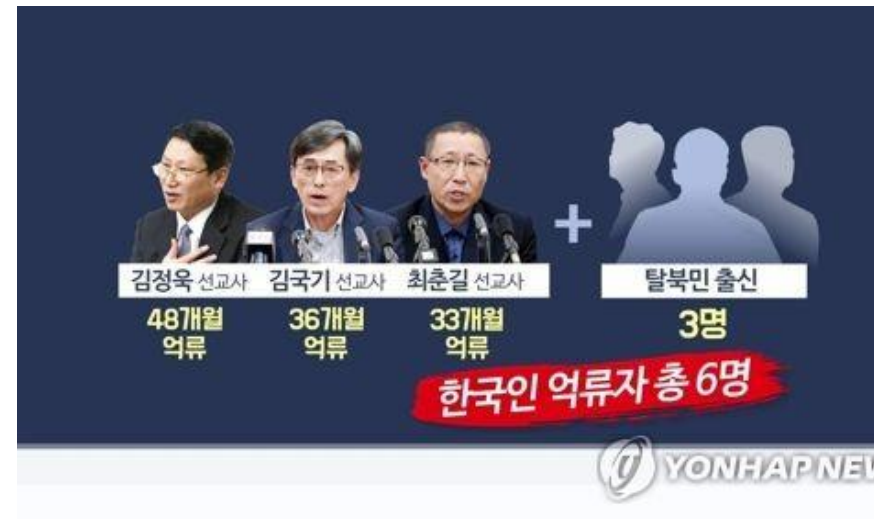 김정욱 선교사 김국기 선교사 최춘길 선교사 탈북민 출신
48개월 36개월 33개월 3명
억류 억류 억류
한국인 억류자 총 6명
YONHAP NEW